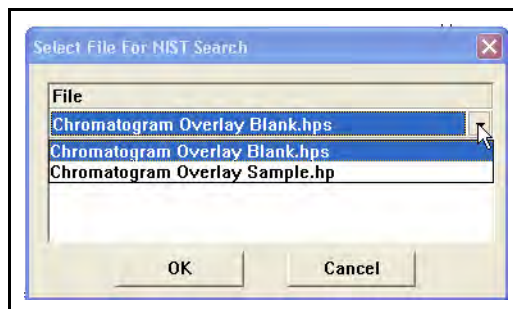 Select File For NIST Search
File
Chromatogram Overlay Blank.hps
Chromatogram Overlay Blank.hps
Chromatogram Overlay Sample.hp
OK Cancel